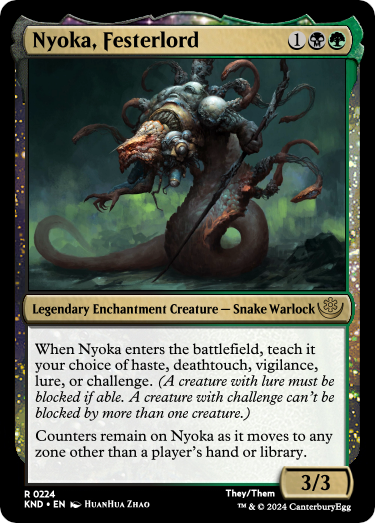 Nyoka, Festerlord 1
Legendary Enchantment Creature — Snake Warlock
When Nyoka enters the battlefield, teach it
your choice of haste, deathtouch, vigilance,
lure, or challenge. (A creature with lure must be
blocked if able. A creature with challenge can't be
blocked by more than one creature.)
Counters remain on Nyoka as it moves to any
zone other than a player's hand or library.
3/3
R 0224
KND • EN HuanHua Zhao
They/Them
™ & © 2024 CanterburyEgg